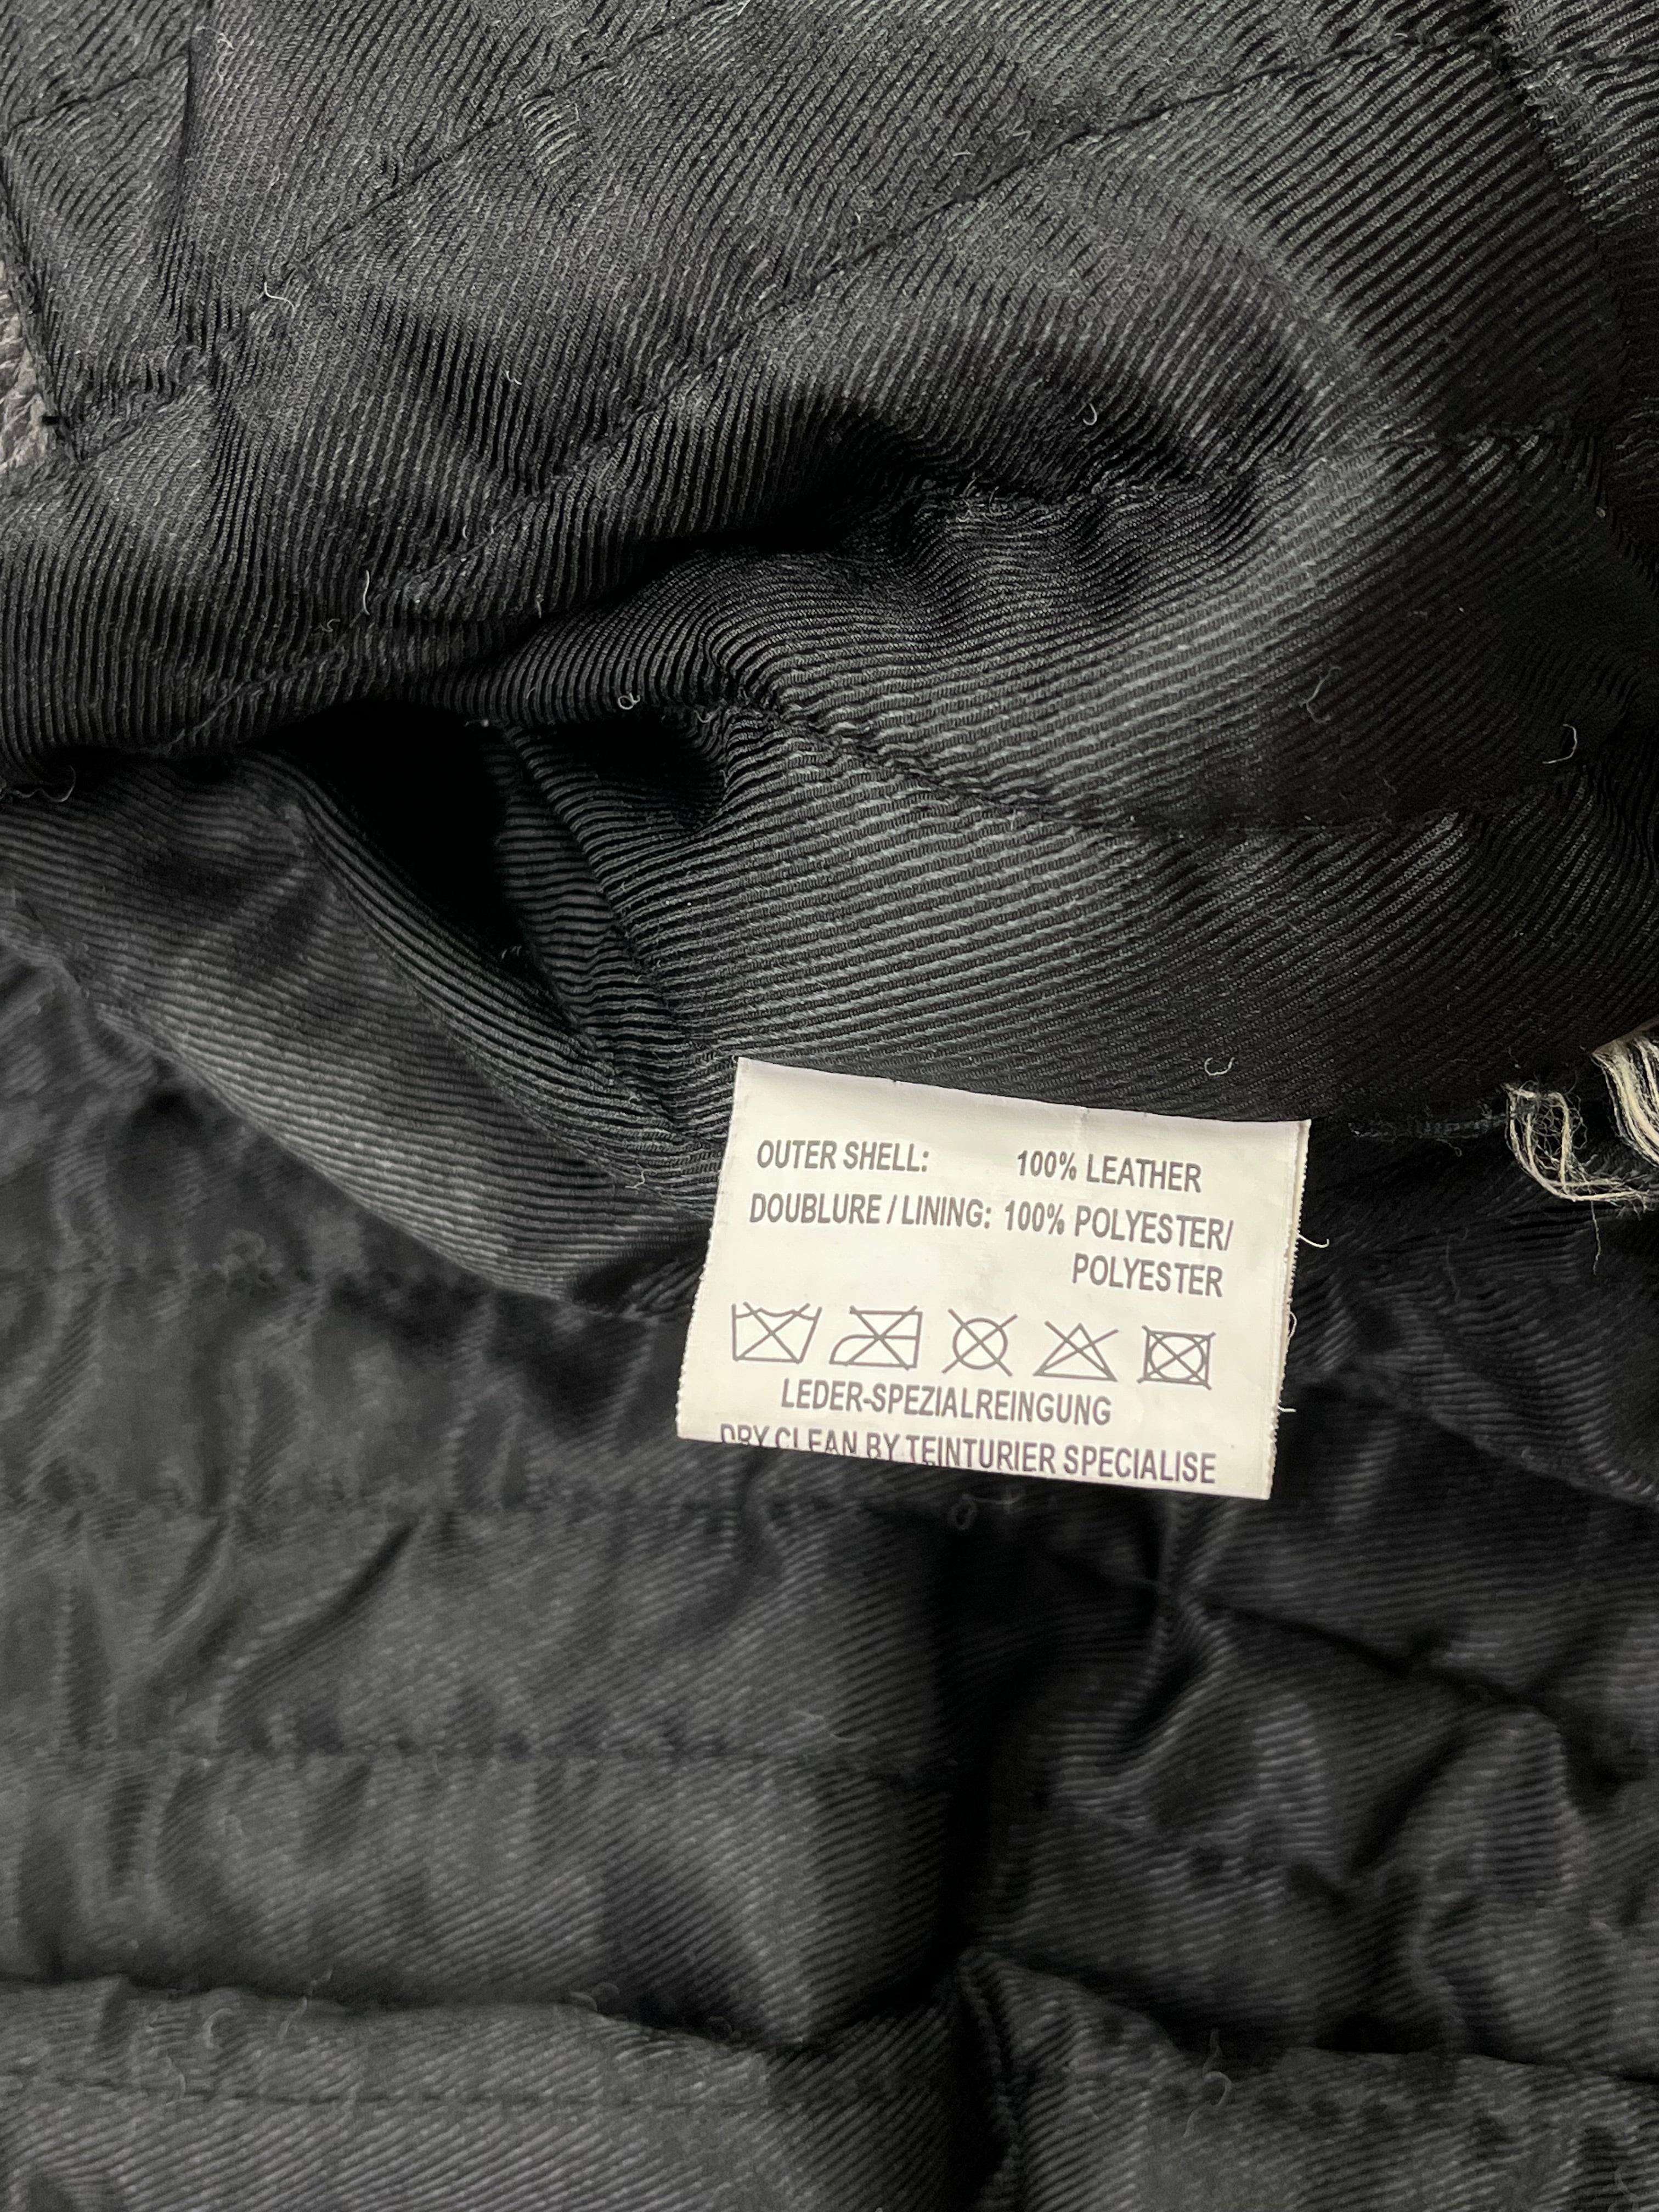 OUTER SHELL: 100% LEATHER
DOUBLURE / LINING: 100% POLYESTER/
POLYESTER
LEDER-SPEZIALREINGUNG
DRY CLEAN BY TEINTURIER SPECIALISE